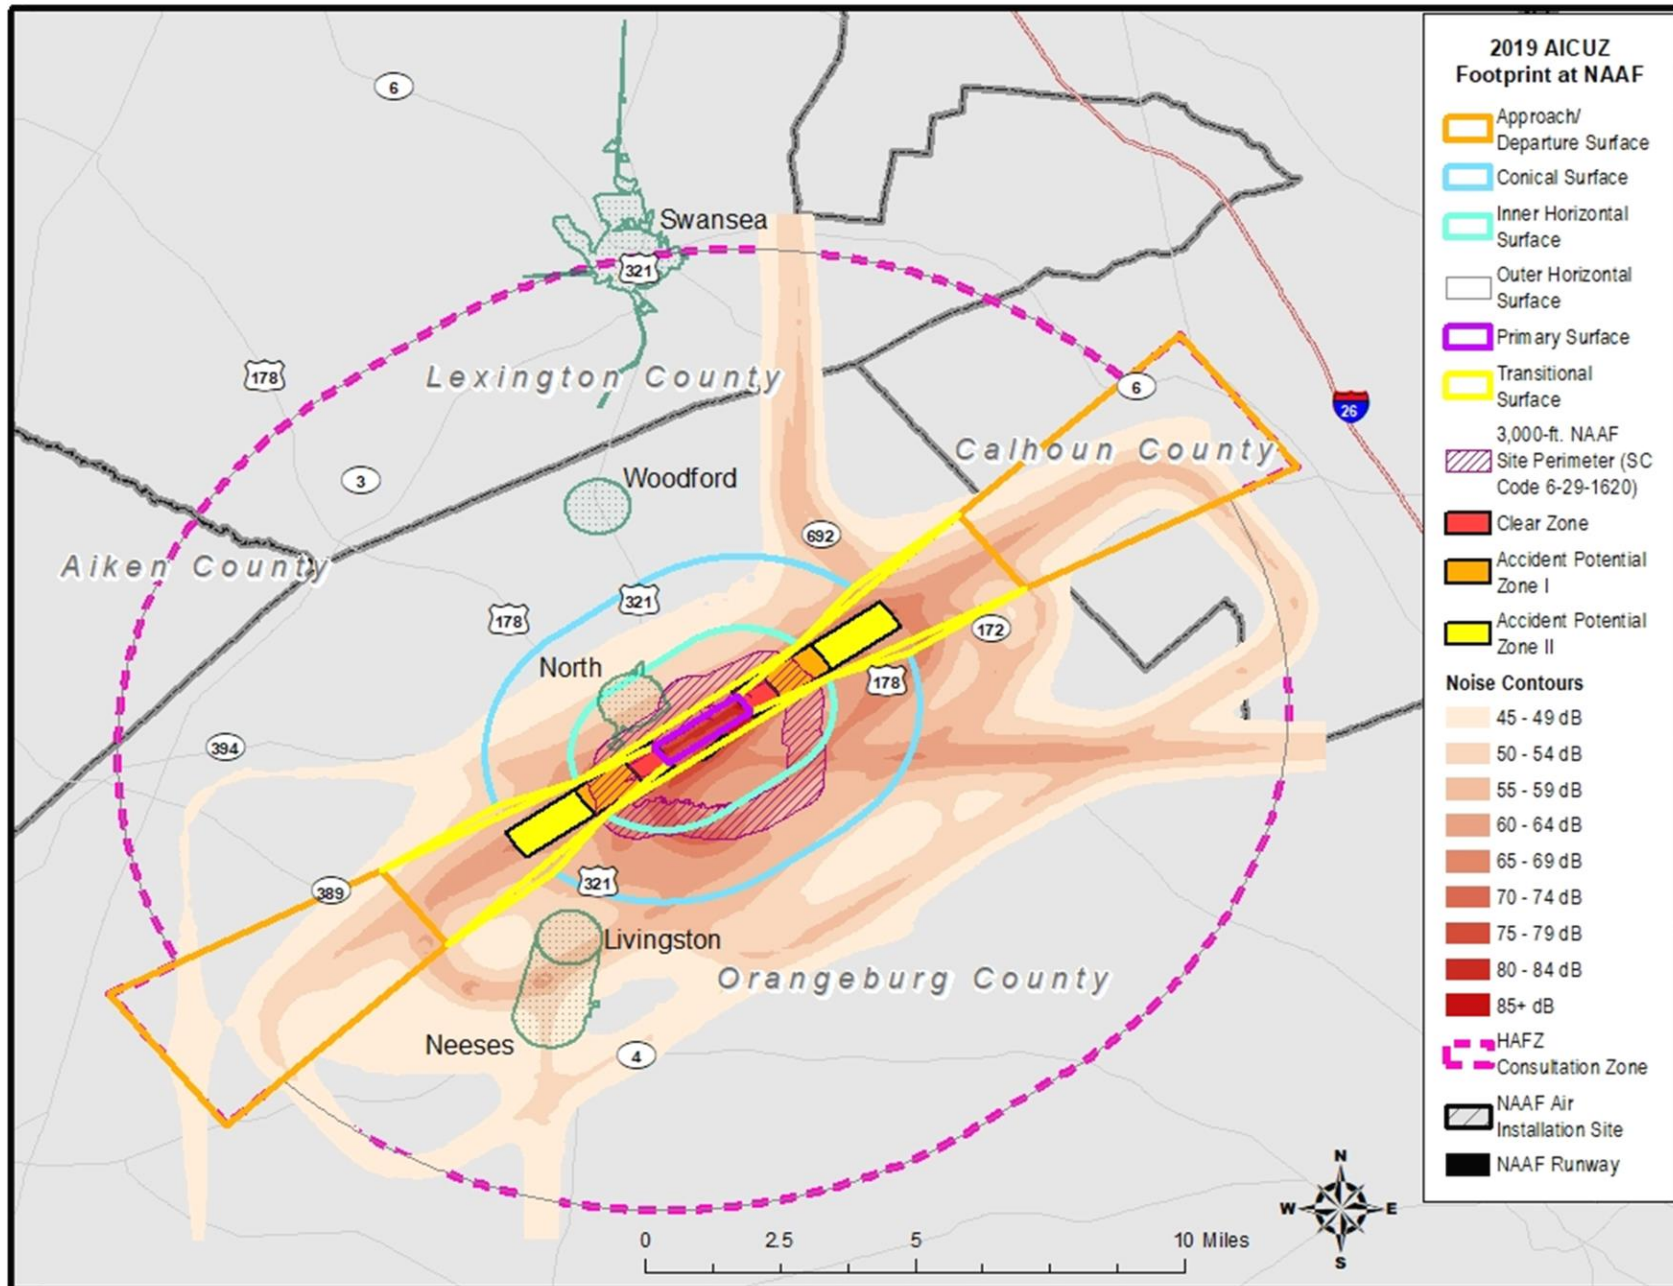 6
Swansea
321
Lexington County
178
6
26
Calhoun County
3
Woodford
692
Aiken County
321
178
172
North
178
394
389
321
Livingston
Orangeburg County
Neeses
4
N
W
E
S
0
2.5
5
10 Miles
2019 AICUZ
Footprint at NAAF
Approach/
Departure Surface
Conical Surface
Inner Horizontal
Surface
Outer Horizontal
Surface
Primary Surface
Transitional
Surface
3,000-ft. NAAF
Site Perimeter (SC
Code 6-29-1620)
Clear Zone
Accident Potential
Zone I
Accident Potential
Zone II
Noise Contours
45 - 49 dB
50 - 54 dB
55 - 59 dB
60 - 64 dB
65 - 69 dB
70 - 74 dB
75 - 79 dB
80 - 84 dB
85+ dB
HAFZ
Consultation Zone
NAAF Air
Installation Site
NAAF Runway